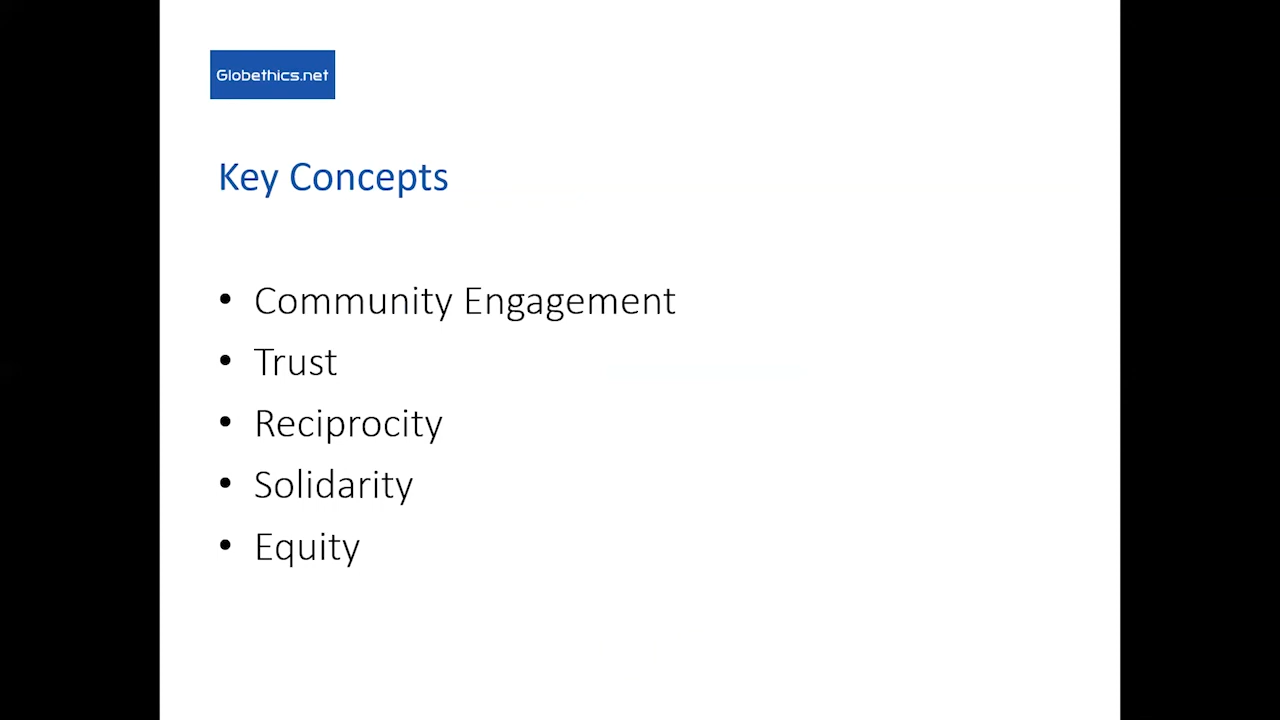 Globethics.net
Key Concepts
• Community Engagement
• Trust
• Reciprocity
• Solidarity
• Equity